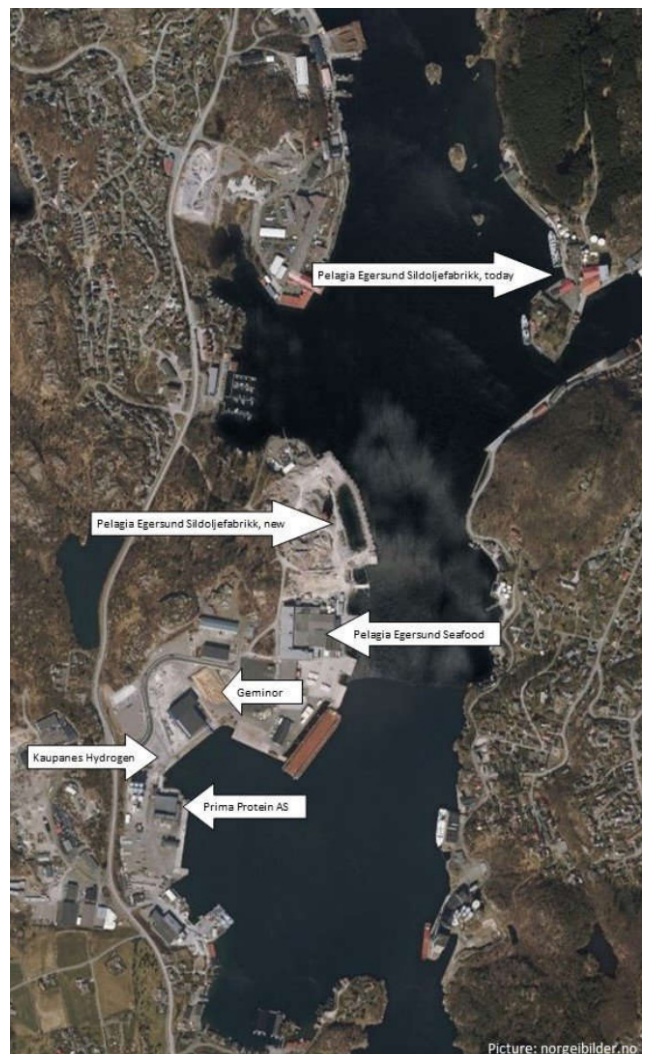 Pelagia Egersund Sildoljefabrikk, today
Pelagia Egersund Sildoljefabrikk, new
Pelagia Egersund Seafood
Geminor
Kaupanes Hydrogen
Prima Protein AS
Picture: norgeibilder.no